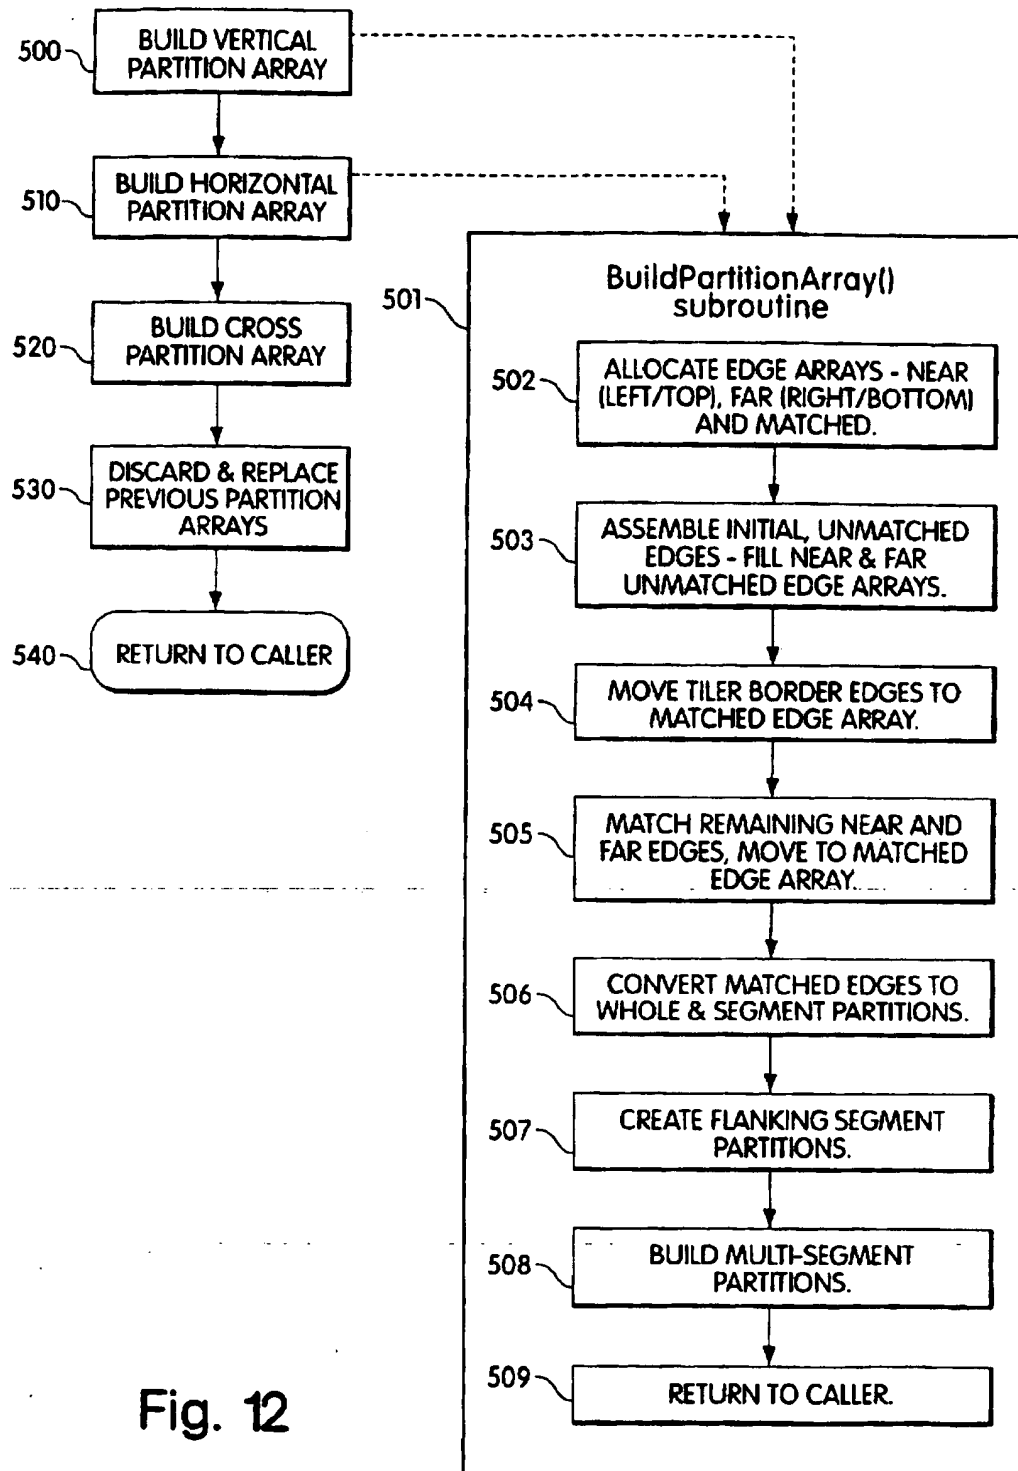 500
BUILD VERTICAL
PARTITION ARRAY
510
BUILD HORIZONTAL
PARTITION ARRAY
520
BUILD CROSS
PARTITION ARRAY
530
DISCARD & REPLACE
PREVIOUS PARTITION
ARRAYS
540
RETURN TO CALLER
501
BuildPartitionArray()
subroutine
502
ALLOCATE EDGE ARRAYS - NEAR
(LEFT/TOP), FAR (RIGHT/BOTTOM)
AND MATCHED.
503
ASSEMBLE INITIAL, UNMATCHED
EDGES - FILL NEAR & FAR
UNMATCHED EDGE ARRAYS.
504
MOVE TILER BORDER EDGES TO
MATCHED EDGE ARRAY.
505
MATCH REMAINING NEAR AND
FAR EDGES, MOVE TO MATCHED
EDGE ARRAY.
506
CONVERT MATCHED EDGES TO
WHOLE & SEGMENT PARTITIONS.
507
CREATE FLANKING SEGMENT
PARTITIONS.
508
BUILD MULTI-SEGMENT
PARTITIONS.
509
RETURN TO CALLER.
Fig. 12